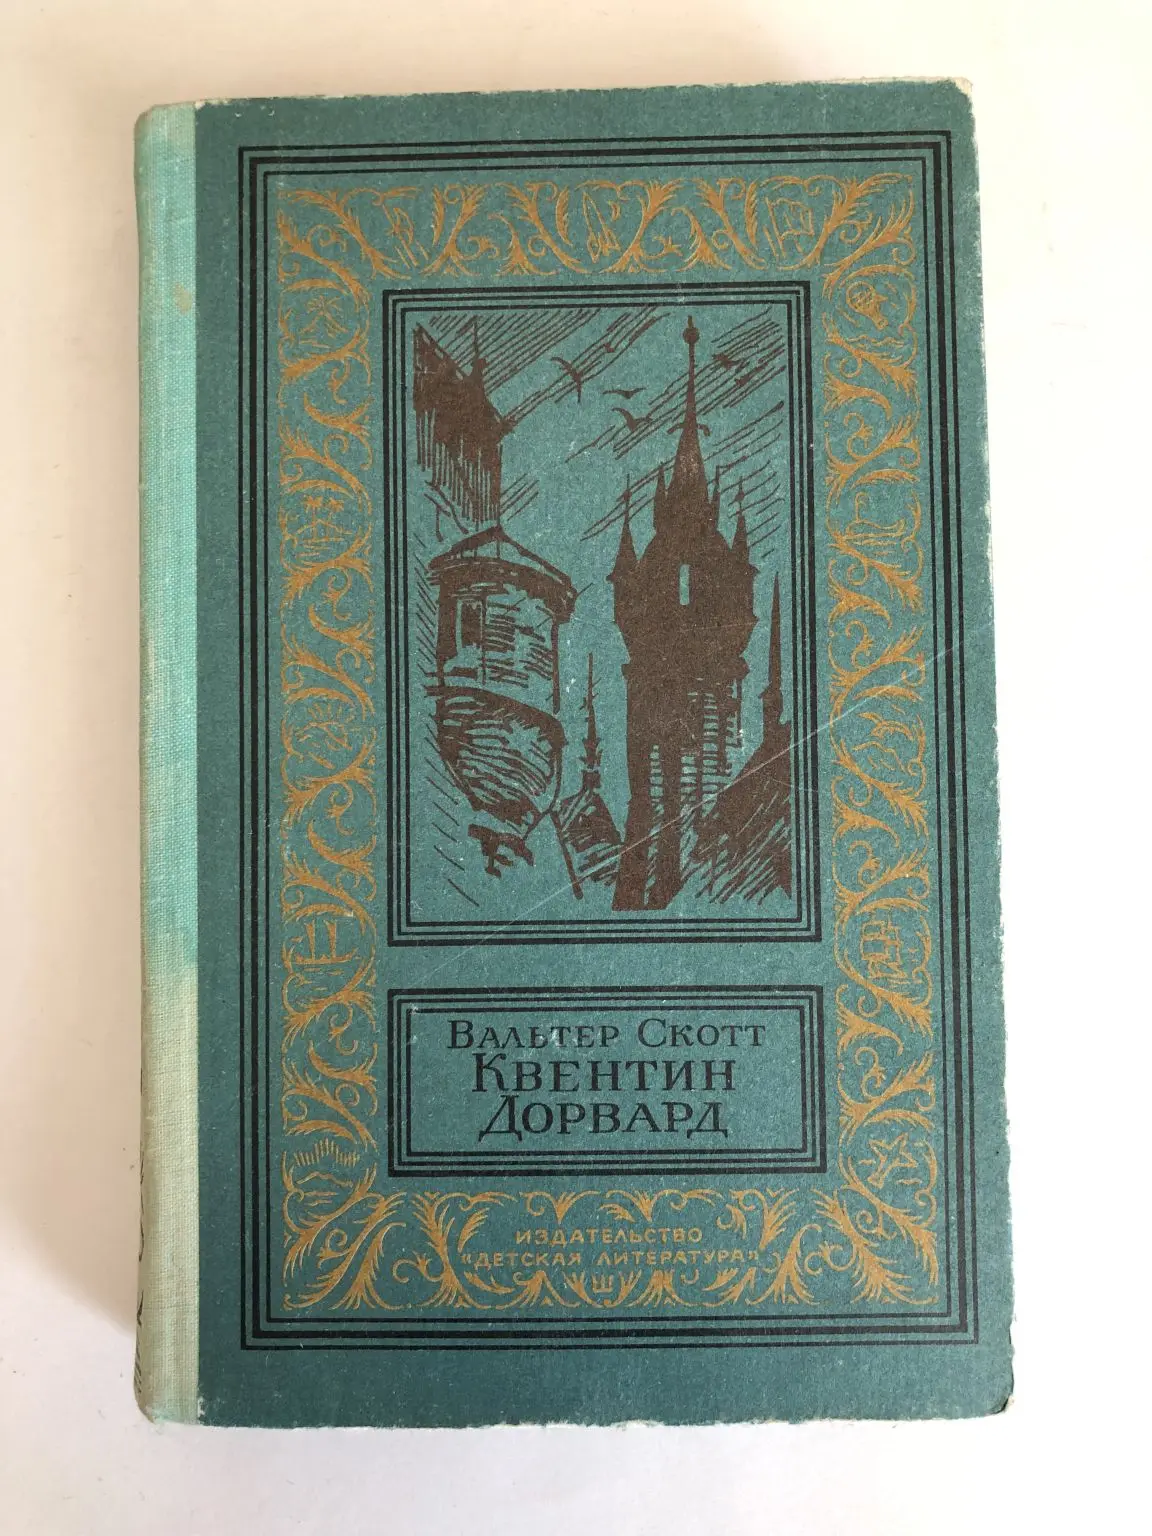 Вальтер Скотт
Квентин
Дорвард
ИЗДАТЕЛЬСТВО
«ДЕТСКАЯ ЛИТЕРАТУРА»